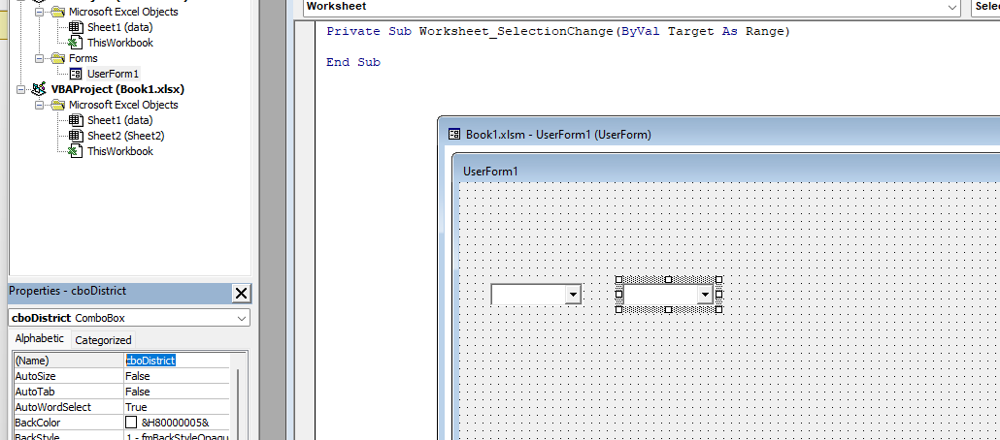 Microsoft Excel Objects
Sheet1 (data)
ThisWorkbook
Forms
UserForm1
VBAProject (Book1.xlsx)
Microsoft Excel Objects
Sheet1 (data)
Sheet2 (Sheet2)
ThisWorkbook
Properties - cboDistrict
cboDistrict ComboBox
Alphabetic Categorized
(Name) cboDistrict
AutoSize False
AutoTab False
AutoWordSelect True
BackColor &H80000005&
BackStyle 1 - fmBackStyleOpaqu
Worksheet
Selec
Private Sub Worksheet_SelectionChange(ByVal Target As Range)
End Sub
Book1.xlsm - UserForm1 (UserForm)
UserForm1